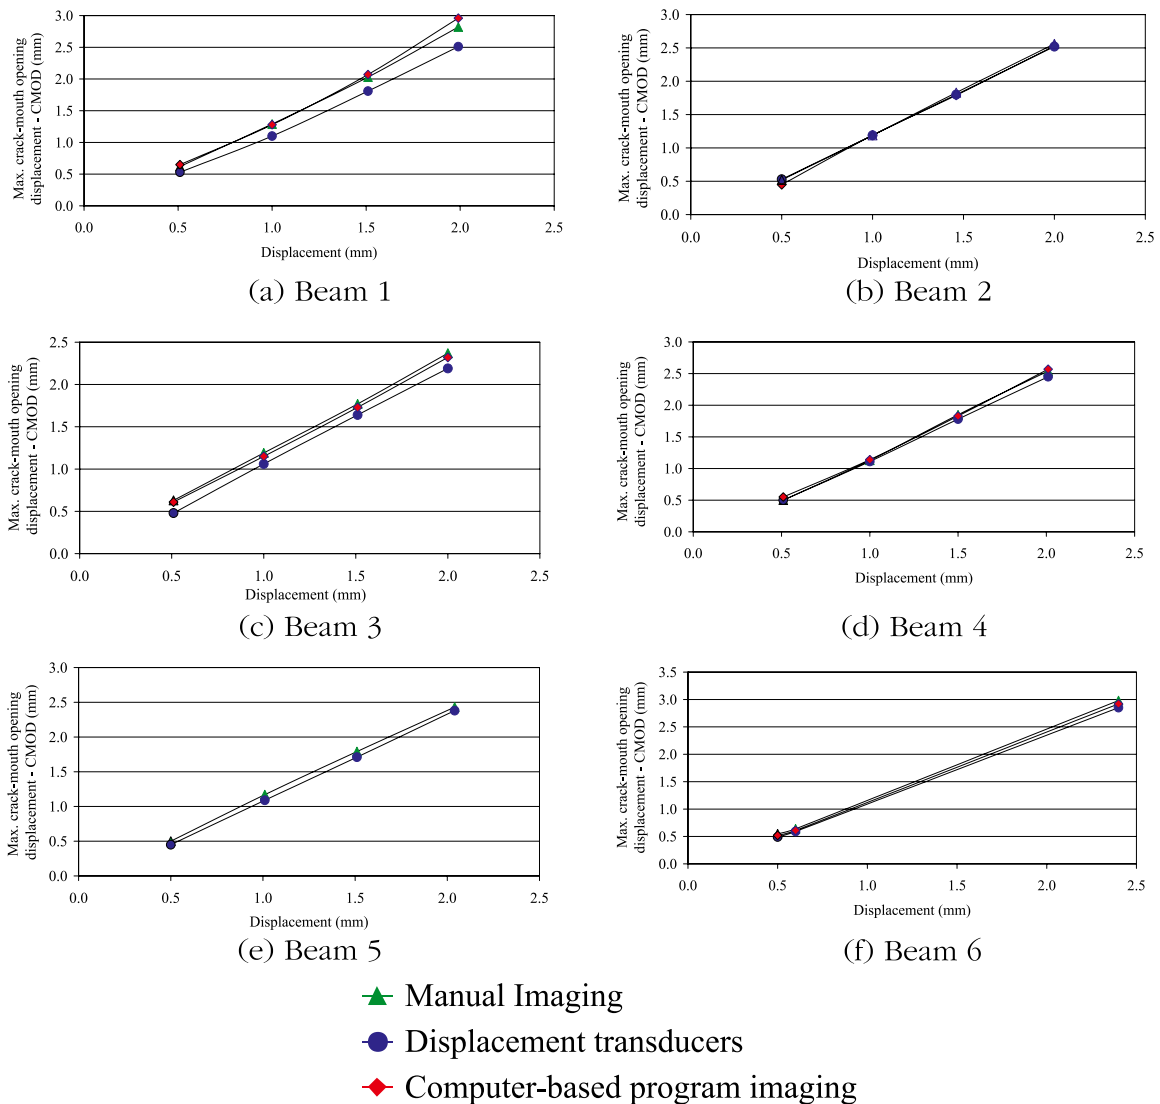 Max. crack-mouth opening
displacement - CMOD (mm)
3.0
2.5
2.0
1.5
1.0
0.5
0.0
0.0 0.5 1.0 1.5 2.0 2.5
Displacement (mm)
(a) Beam 1
Max. crack-mouth opening
displacement - CMOD (mm)
3.0
2.5
2.0
1.5
1.0
0.5
0.0
0.0 0.5 1.0 1.5 2.0 2.5
Displacement (mm)
(b) Beam 2
Max. crack-mouth opening
displacement - CMOD (mm)
2.5
2.0
1.5
1.0
0.5
0.0
0.0 0.5 1.0 1.5 2.0 2.5
Displacement (mm)
(c) Beam 3
Max. crack-mouth opening
displacement - CMOD (mm)
3.0
2.5
2.0
1.5
1.0
0.5
0.0
0.0 0.5 1.0 1.5 2.0 2.5
Displacement (mm)
(d) Beam 4
Max. crack-mouth opening
displacement - CMOD (mm)
3.0
2.5
2.0
1.5
1.0
0.5
0.0
0.0 0.5 1.0 1.5 2.0 2.5
Displacement (mm)
(e) Beam 5
Max. crack-mouth opening
displacement - CMOD (mm)
3.5
3.0
2.5
2.0
1.5
1.0
0.5
0.0
0.0 0.5 1.0 1.5 2.0 2.5
Displacement (mm)
(f) Beam 6
Manual Imaging
Displacement transducers
Computer-based program imaging